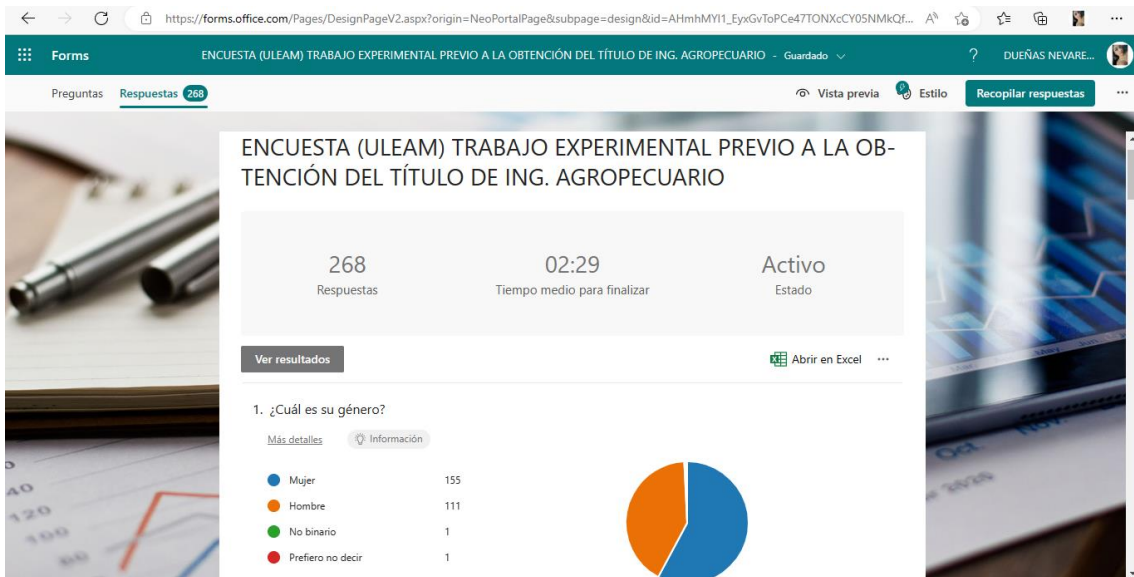 https://forms.office.com/Pages/DesignPageV2.aspx?origin=NeoPortalPage&subpage=design&id=AHmhMYI1_EyxGvToPCe47TONXcCY05NMkQf...
Forms
ENCUESTA (ULEAM) TRABAJO EXPERIMENTAL PREVIO A LA OBTENCIÓN DEL TÍTULO DE ING. AGROPECUARIO - Guardado
? DUEÑAS NEVARE...
Preguntas Respuestas 268
Vista previa Estilo Recopilar respuestas ...
ENCUESTA (ULEAM) TRABAJO EXPERIMENTAL PREVIO A LA OB-
TENCIÓN DEL TÍTULO DE ING. AGROPECUARIO
268 02:29 Activo
Respuestas Tiempo medio para finalizar Estado
Ver resultados Abrir en Excel ...
1. ¿Cuál es su género?
Más detalles Información
Mujer 155
Hombre 111
No binario 1
Prefiero no decir 1